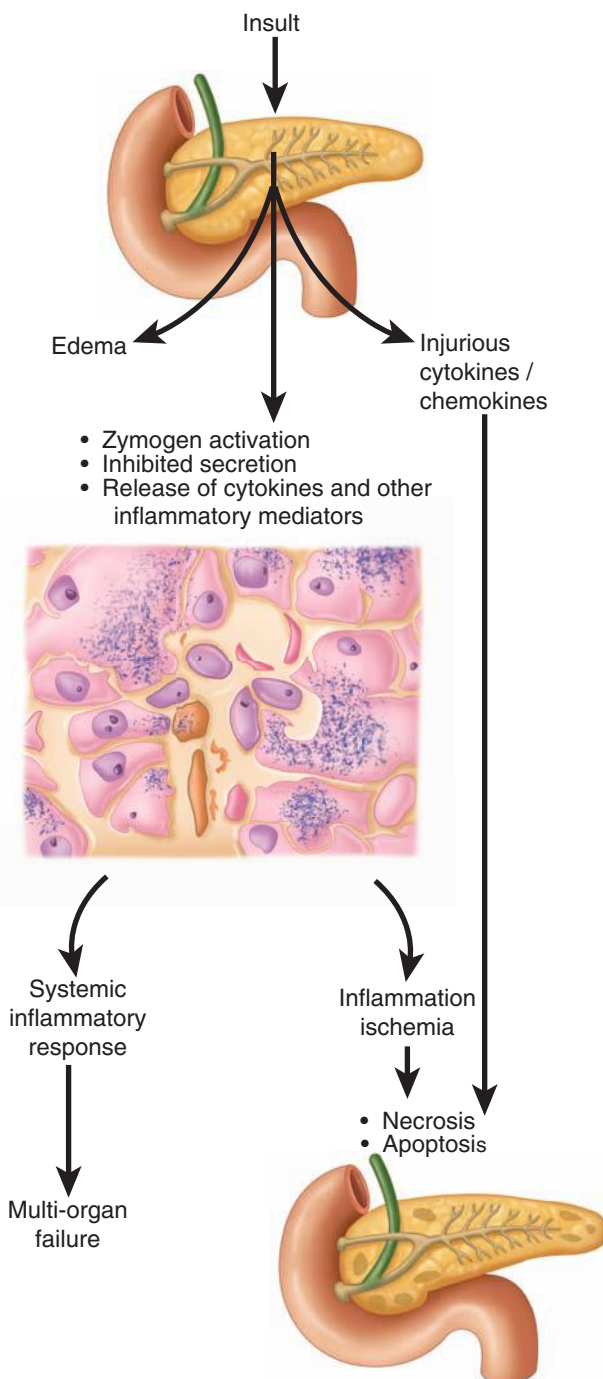 Insult
Edema
Injurious
cytokines /
chemokines
• Zymogen activation
• Inhibited secretion
• Release of cytokines and other
inflammatory mediators
Systemic
inflammatory
response
Inflammation
ischemia
• Necrosis
• Apoptosis
Multi-organ
failure